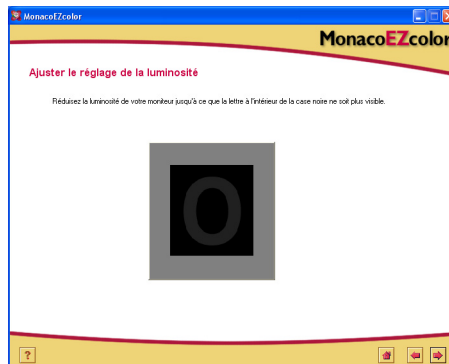 MonacoEZcolor
MonacoEZcolor
Ajuster le réglage de la luminosité
Réduisez la luminosité de votre moniteur jusqu'à ce que la lettre à l'intérieur de la case noire ne soit plus visible.
O
?